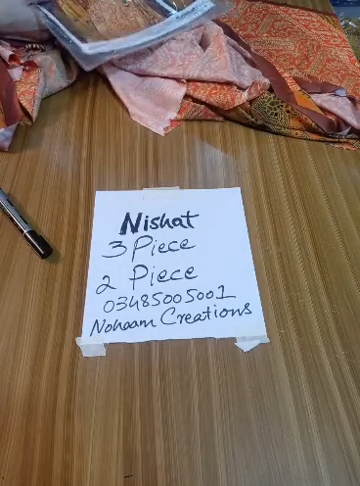 Nishat
3 Piece
2 Piece
03485005001
Nohaam Creations